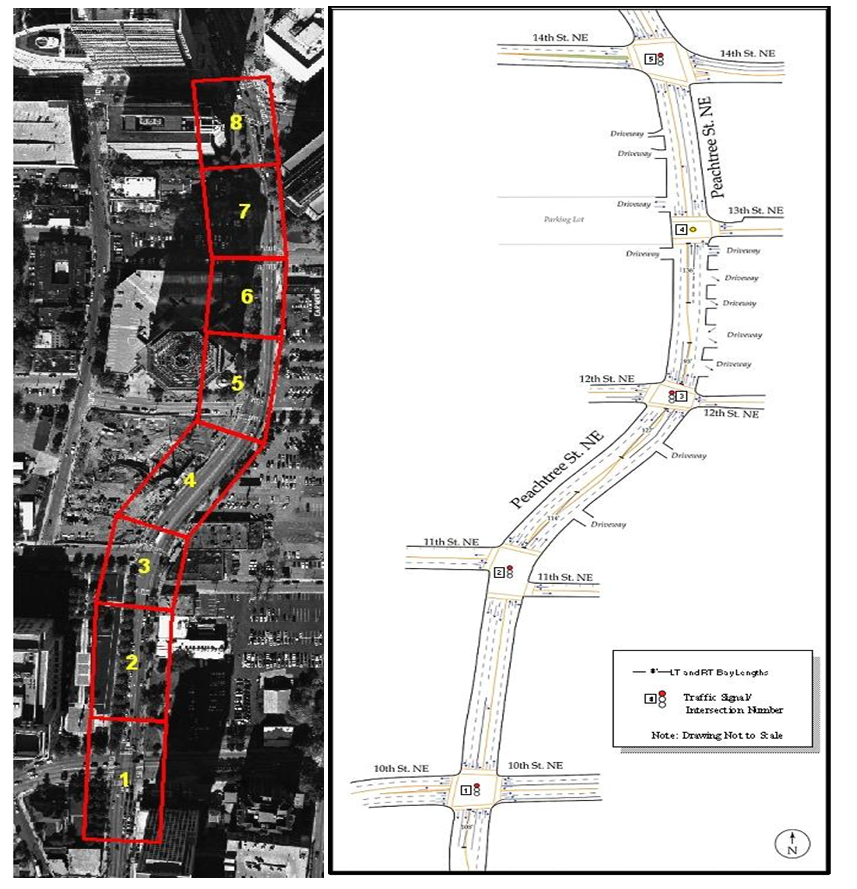 8
7
6
5
4
3
2
1
14th St. NE
14th St. NE
5
Peachtree St. NE
Driveway
Driveway
Driveway
13th St. NE
Parking Lot
4
Driveway
Driveway
Driveway
Driveway
Driveway
Driveway
12th St. NE
3
12th St. NE
Peachtree St. NE
Driveway
Driveway
11th St. NE
2
11th St. NE
LT and RT Bay Lengths
4
Traffic Signal/
Intersection Number
Note: Drawing Not to Scale
10th St. NE
10th St. NE
1
N